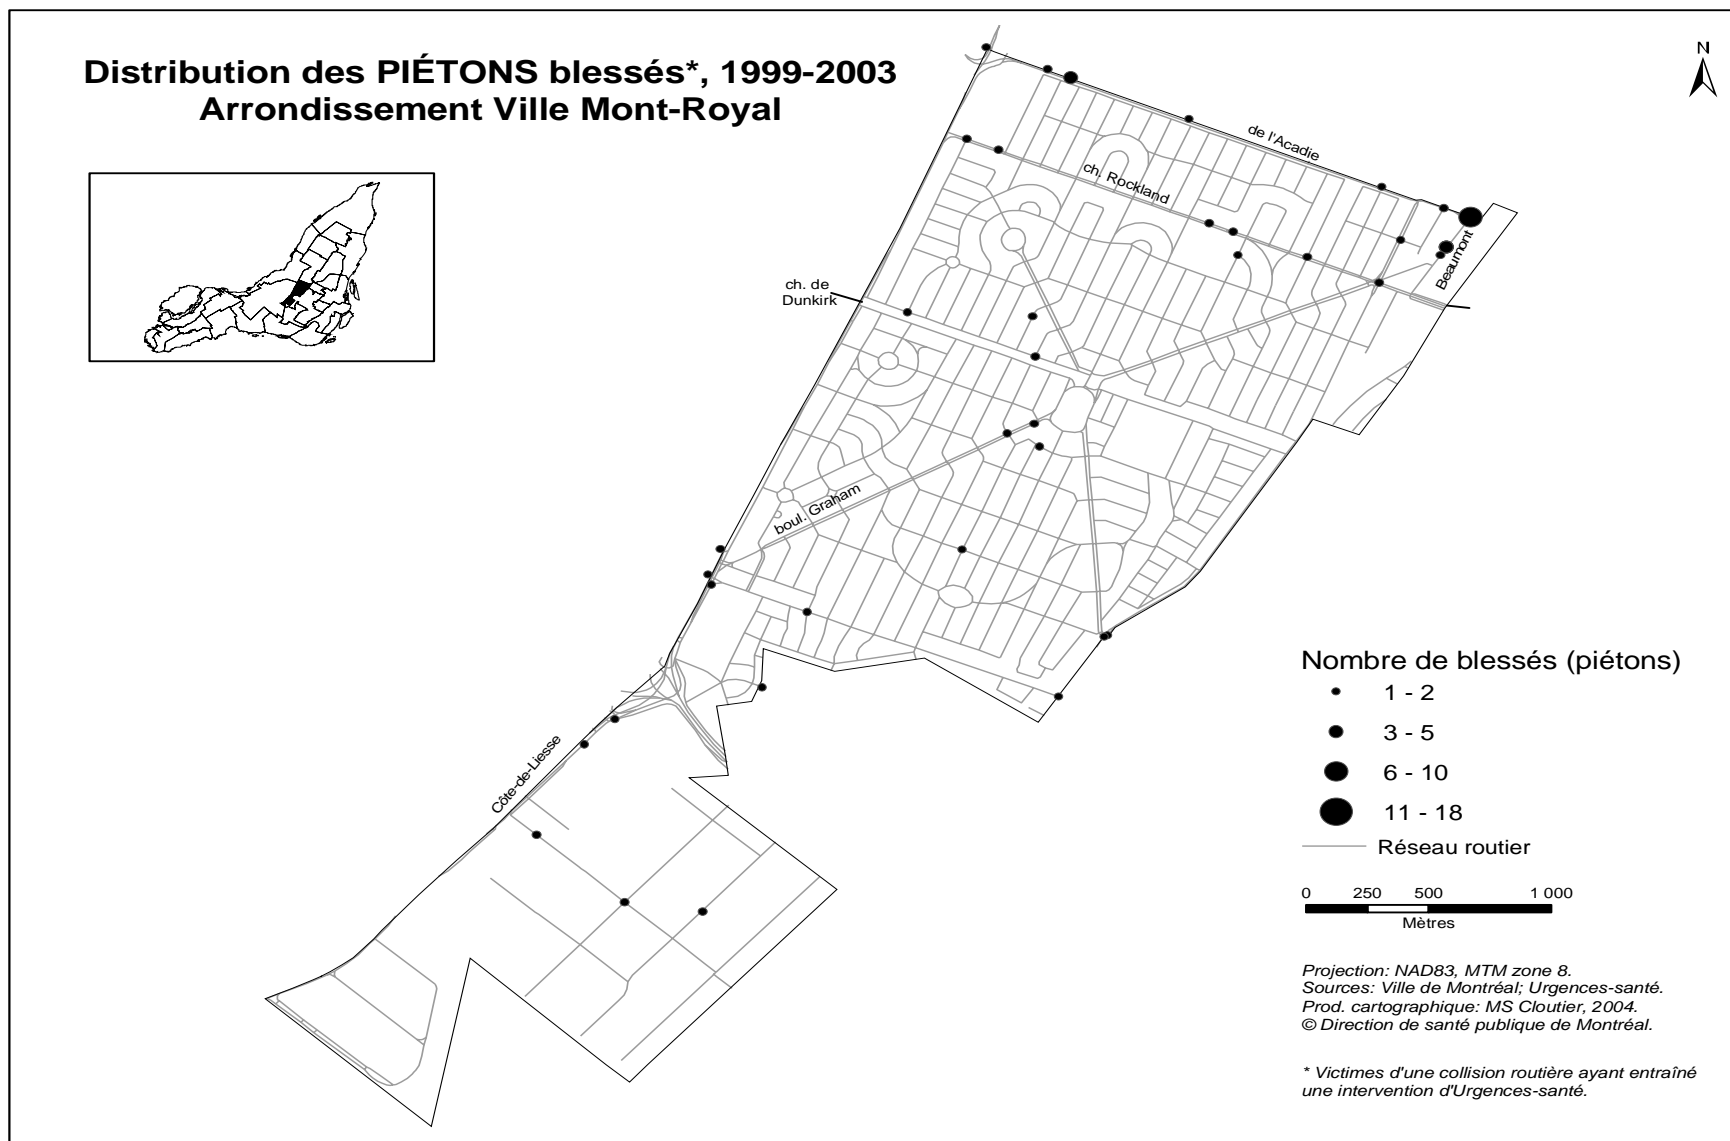 Distribution des PIÉTONS blessés*, 1999-2003
Arrondissement Ville Mont-Royal
N
de l'Acadie
ch. Rockland
Beaumont
ch. de
Dunkirk
boul. Graham
Côte-de-Liesse
Nombre de blessés (piétons)
1 - 2
3 - 5
6 - 10
11 - 18
Réseau routier
0 250 500 1 000
Mètres
Projection: NAD83, MTM zone 8.
Sources: Ville de Montréal; Urgences-santé.
Prod. cartographique: MS Cloutier, 2004.
© Direction de santé publique de Montréal.
* Victimes d'une collision routière ayant entraîné
une intervention d'Urgences-santé.